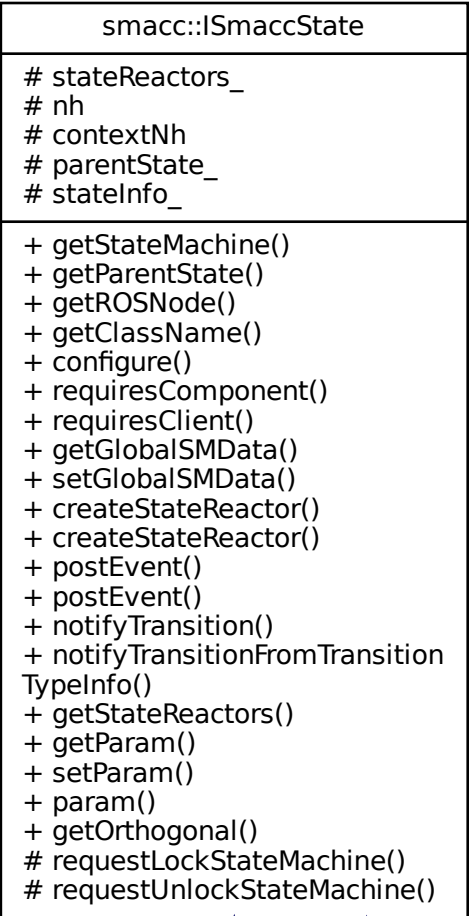 smacc::ISmaccState
# stateReactors_
# nh
# contextNh
# parentState_
# stateInfo_
+ getStateMachine()
+ getParentState()
+ getROSNode()
+ getClassName()
+ configure()
+ requiresComponent()
+ requiresClient()
+ getGlobalSMData()
+ setGlobalSMData()
+ createStateReactor()
+ createStateReactor()
+ postEvent()
+ postEvent()
+ notifyTransition()
+ notifyTransitionFromTransition
TypeInfo()
+ getStateReactors()
+ getParam()
+ setParam()
+ param()
+ getOrthogonal()
# requestLockStateMachine()
# requestUnlockStateMachine()